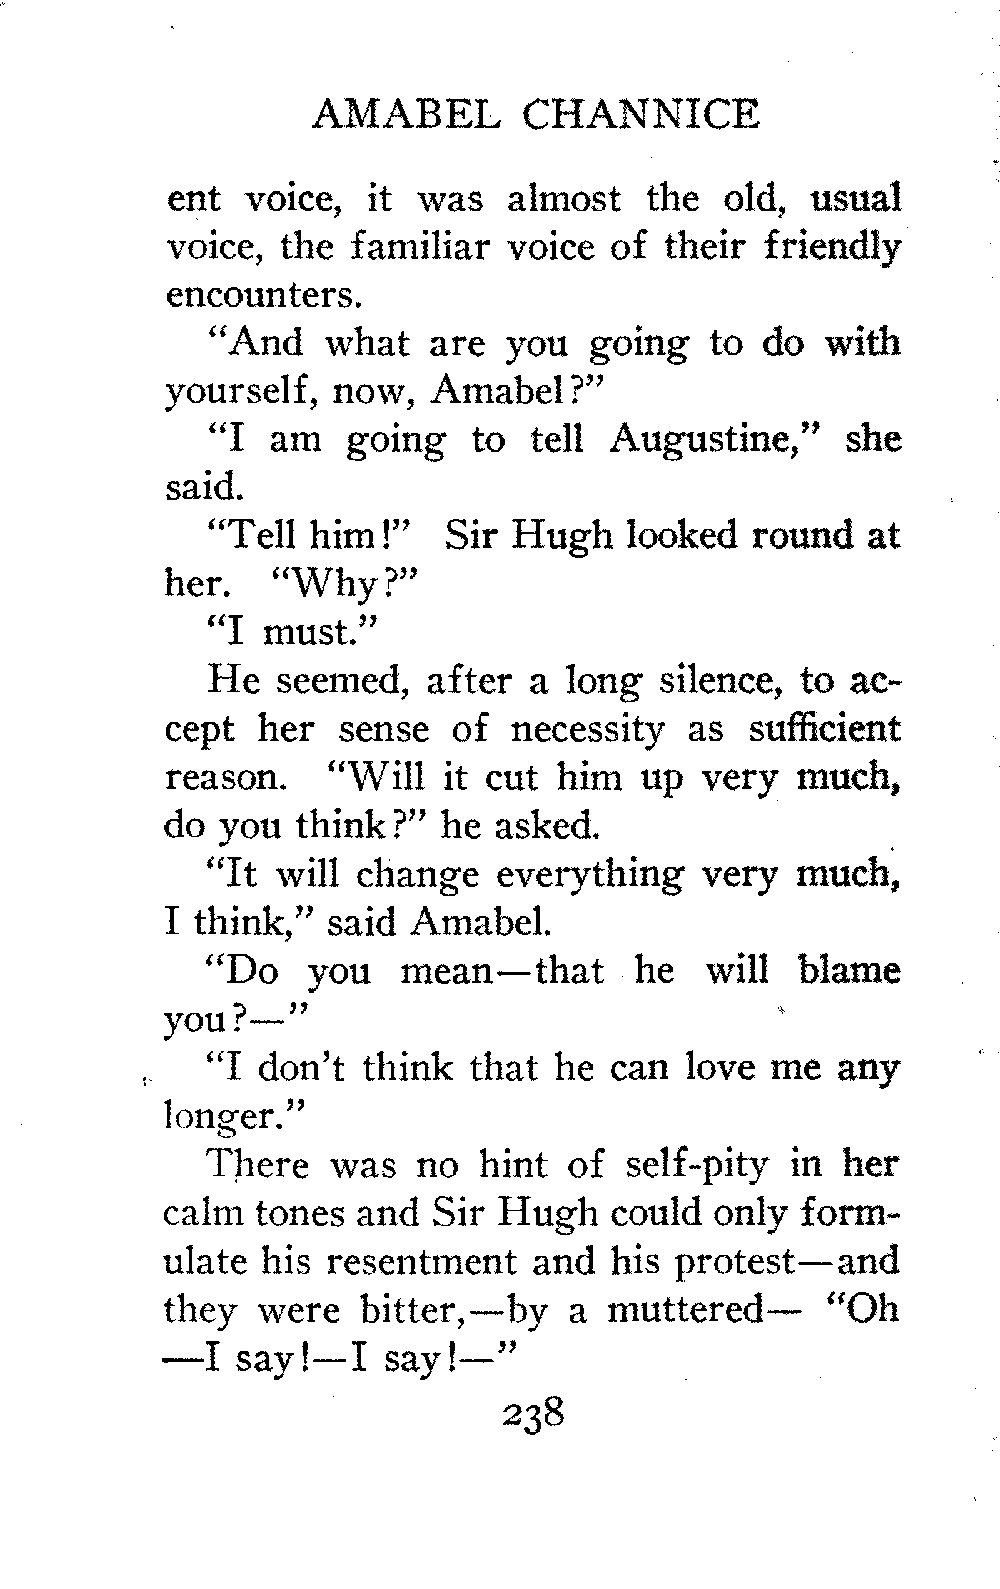 AMABEL CHANNICE
ent voice, it was almost the old, usual
voice, the familiar voice of their friendly
encounters.
“And what are you going to do with
yourself, now, Amabel?”
“I am going to tell Augustine,” she
said.
“Tell him!” Sir Hugh looked round at
her. “Why?”
“I must.”
He seemed, after a long silence, to ac-
cept her sense of necessity as sufficient
reason. “Will it cut him up very much,
do you think?” he asked.
“It will change everything very much,
I think,” said Amabel.
“Do you mean—that he will blame
you?—”
“I don’t think that he can love me any
longer.”
There was no hint of self-pity in her
calm tones and Sir Hugh could only form-
ulate his resentment and his protest—and
they were bitter,—by a muttered— “Oh
—I say!—I say!—”
238